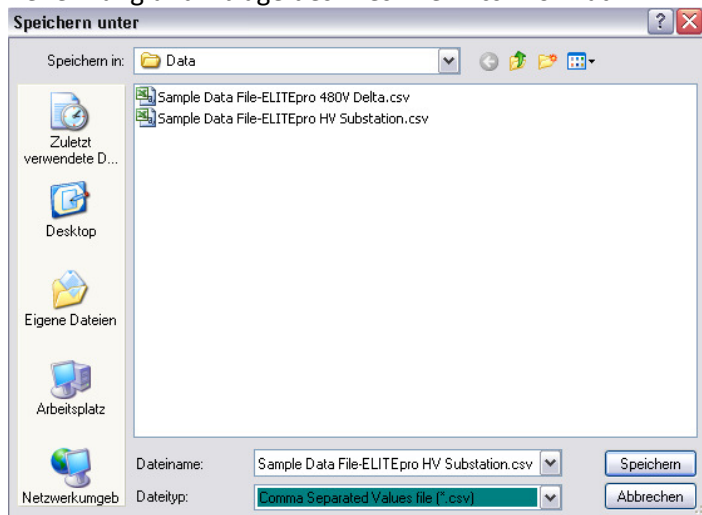 Speichern unter
Speichern in:
Data
Sample Data File-ELITEpro 480V Delta.csv
Sample Data File-ELITEpro HV Substation.csv
Zuletzt
verwendete D...
Desktop
Eigene Dateien
Arbeitsplatz
Netzwerkumgeb
Dateiname:
Sample Data File-ELITEpro HV Substation.csv
Speichern
Dateityp:
Comma Separated Values file (*.csv)
Abbrechen